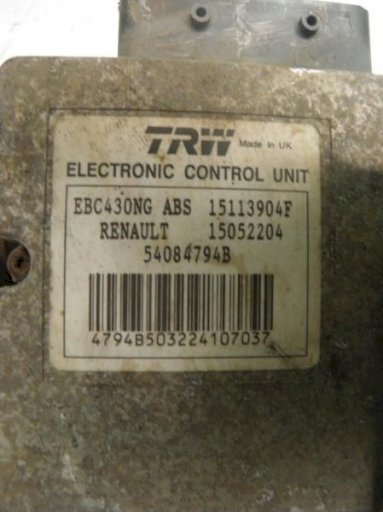 TRW Made in UK
ELECTRONIC CONTROL UNIT
EBC430NG ABS 15113904F
RENAULT 15052204
54084794B
4794B503224107037